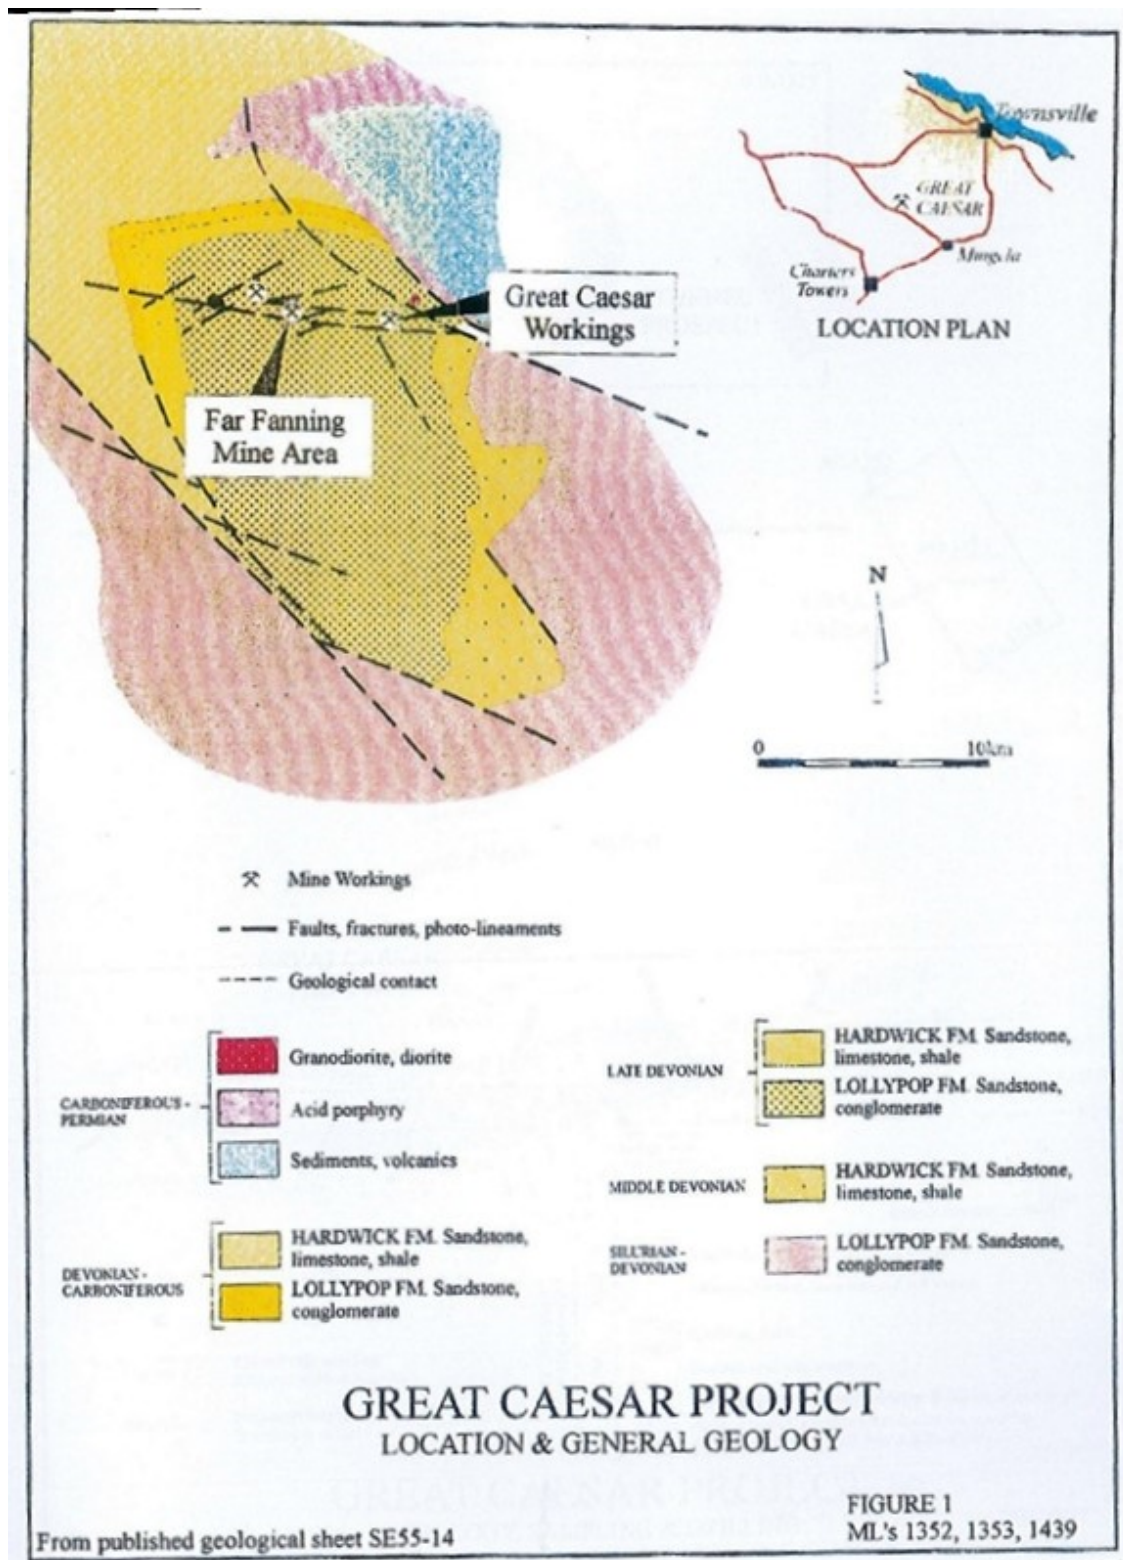 Townsville
GREAT
CAESAR
Mingela
Charters
Towers
LOCATION PLAN
Great Caesar
Workings
Far Fanning
Mine Area
N
0 10km
Mine Workings
Faults, fractures, photo-lineaments
Geological contact
CARBONIFEROUS -
PERMIAN
Granodiorite, diorite
Acid porphyry
Sediments, volcanics
DEVONIAN -
CARBONIFEROUS
HARDWICK FM. Sandstone,
limestone, shale
LOLLYPOP FM. Sandstone,
conglomerate
LATE DEVONIAN
HARDWICK FM. Sandstone,
limestone, shale
LOLLYPOP FM. Sandstone,
conglomerate
MIDDLE DEVONIAN
HARDWICK FM. Sandstone,
limestone, shale
SILURIAN -
DEVONIAN
LOLLYPOP FM. Sandstone,
conglomerate
GREAT CAESAR PROJECT
LOCATION & GENERAL GEOLOGY
FIGURE 1
ML's 1352, 1353, 1439
From published geological sheet SE55-14